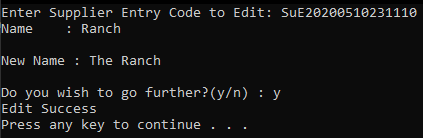 Enter Supplier Entry Code to Edit: SuE20200510231110
Name    : Ranch
New Name : The Ranch
Do you wish to go further?(y/n) : y
Edit Success
Press any key to continue . . .